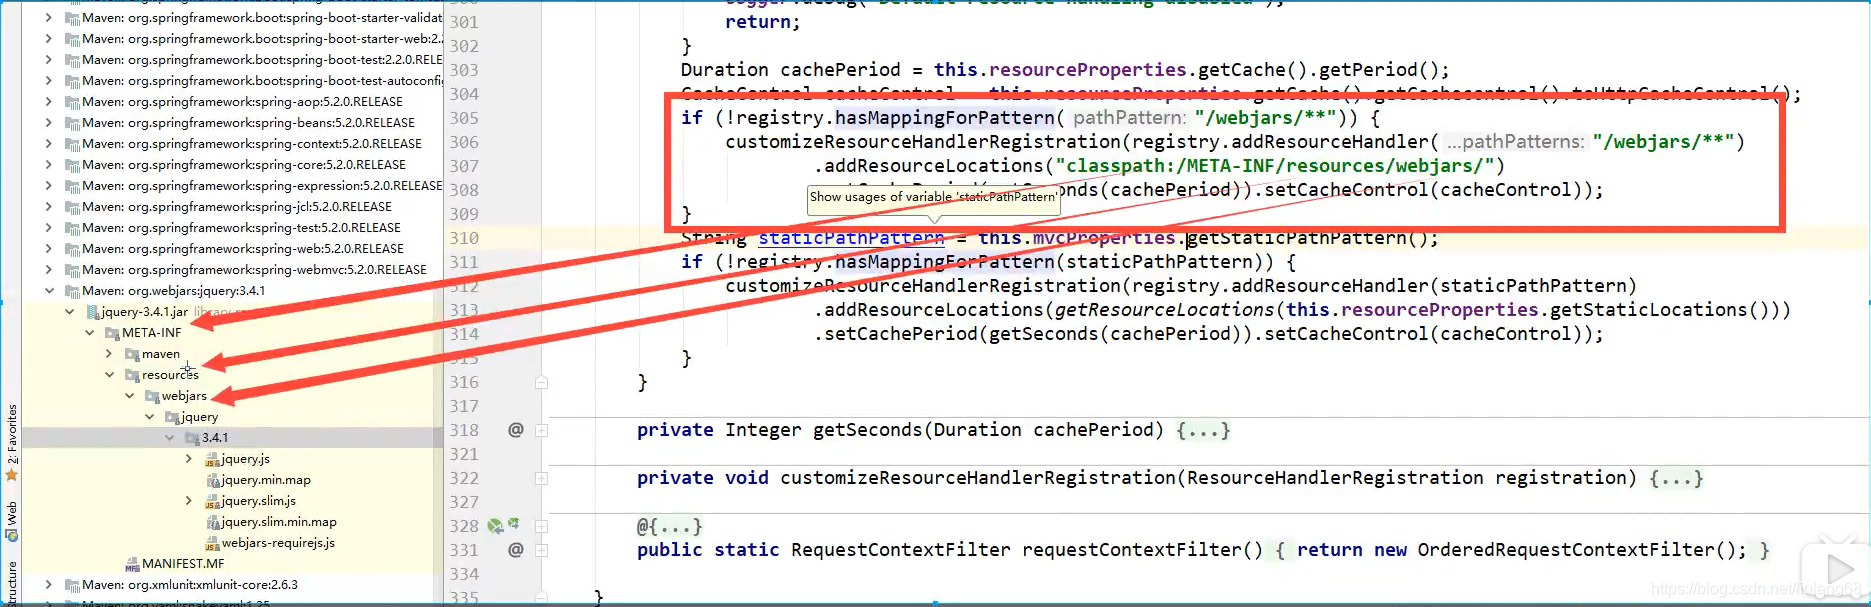 Maven: org.springframework.boot:spring-boot-starter-validat
Maven: org.springframework.boot:spring-boot-starter-web:2.2
Maven: org.springframework.boot:spring-boot-test:2.2.0.RELE
Maven: org.springframework.boot:spring-boot-test-autoconfig
Maven: org.springframework:spring-aop:5.2.0.RELEASE
Maven: org.springframework:spring-beans:5.2.0.RELEASE
Maven: org.springframework:spring-context:5.2.0.RELEASE
Maven: org.springframework:spring-core:5.2.0.RELEASE
Maven: org.springframework:spring-expression:5.2.0.RELEASE
Maven: org.springframework:spring-jcl:5.2.0.RELEASE
Maven: org.springframework:spring-test:5.2.0.RELEASE
Maven: org.springframework:spring-web:5.2.0.RELEASE
Maven: org.springframework:spring-webmvc:5.2.0.RELEASE
Maven: org.webjars:jquery:3.4.1
jquery-3.4.1.jar library
META-INF
maven
resources
webjars
jquery
3.4.1
jquery.js
jquery.min.map
jquery.slim.js
jquery.slim.min.map
webjars-requirejs.js
MANIFEST.MF
Maven: org.xmlunit:xmlunit-core:2.6.3
Maven: org.yaml:snakeyaml:1.25
2: Favorites
Web
structure
301 return;
302 }
303 Duration cachePeriod = this.resourceProperties.getCache().getPeriod();
304 CacheControl cacheControl = this.resourceProperties.getCache().getCachecontrol().toHttpCacheControl();
305 if (!registry.hasMappingForPattern( pathPattern: "/webjars/**")) {
306 customizeResourceHandlerRegistration(registry.addResourceHandler( ...pathPatterns: "/webjars/**")
307 .addResourceLocations("classpath:/META-INF/resources/webjars/")
308 (cachePeriod)).setCacheControl(cacheControl));
Show usages of variable 'staticPathPattern'
309 }
310 String staticPathPattern = this.mvcProperties.getStaticPathPattern();
311 if (!registry.hasMappingForPattern(staticPathPattern)) {
312 customizeResourceHandlerRegistration(registry.addResourceHandler(staticPathPattern)
313 .addResourceLocations(getResourceLocations(this.resourceProperties.getStaticLocations()))
314 .setCachePeriod(getSeconds(cachePeriod)).setCacheControl(cacheControl));
315 }
316 }
317
318 @ private Integer getSeconds(Duration cachePeriod) {...}
321
322 private void customizeResourceHandlerRegistration(ResourceHandlerRegistration registration) {...}
327
328 @{...}
331 @ public static RequestContextFilter requestContextFilter() { return new OrderedRequestContextFilter(); }
334
335 }